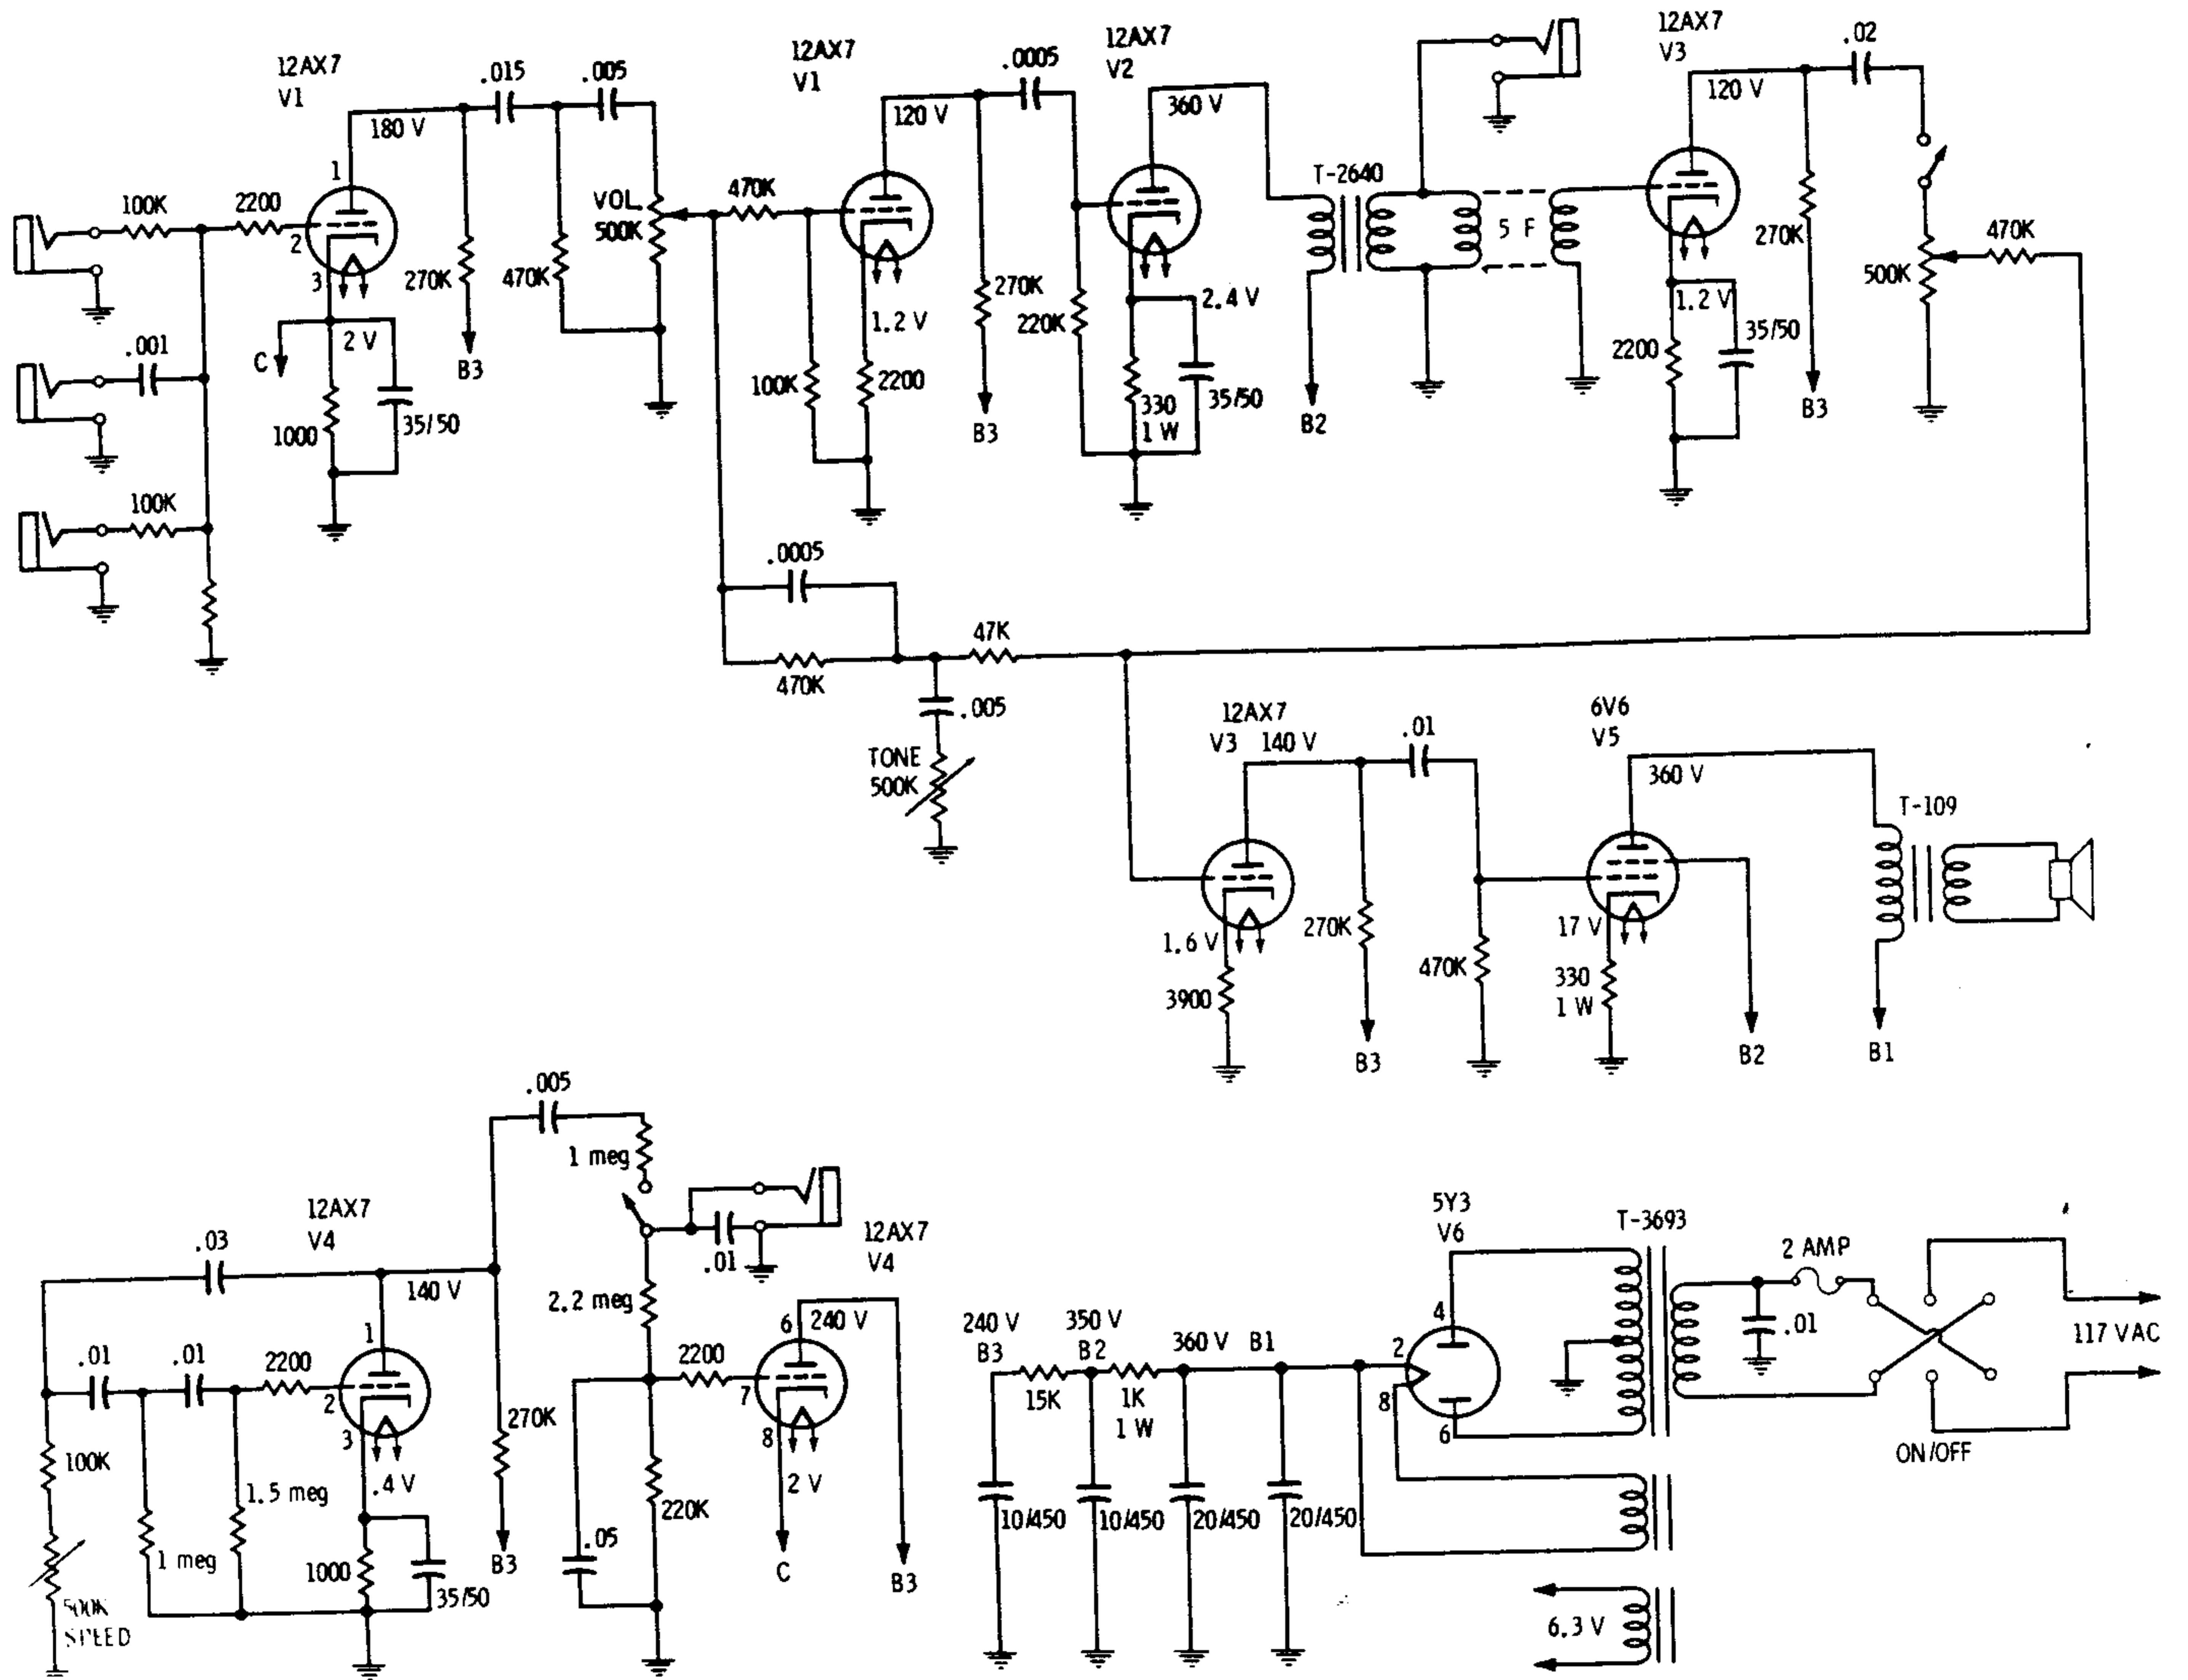 12AX7
V1
180 V
.015
.005
12AX7
V1
120 V
.0005
12AX7
V2
360 V
12AX7
V3
120 V
.02
1
2
3
100K
2200
270K
470K
VOL.
500K
470K
T-2640
5 F
270K
470K
500K
.001
C
2 V
B3
1000
35/50
1.2 V
100K
2200
270K
B3
220K
2.4 V
330
1 W
35/50
B2
1.2 V
2200
35/50
B3
100K
.0005
470K
47K
.005
TONE
500K
12AX7
V3
140 V
.01
6V6
V5
360 V
T-109
1.6 V
3900
270K
B3
470K
17 V
330
1 W
B2
B1
.005
1 meg
12AX7
V4
.03
140 V
.01
2.2 meg
12AX7
V4
.01
.01
2200
1
2
3
100K
1 meg
1.5 meg
.4 V
1000
35/50
270K
B3
500K
SPEED
2200
6
240 V
7
8
2 V
.05
220K
C
B3
240 V
B3
350 V
B2
360 V
B1
15K
1K
1 W
10/450
10/450
20/450
20/450
5Y3
V6
4
2
8
6
T-3693
2 AMP
.01
117 VAC
ON/OFF
6.3 V